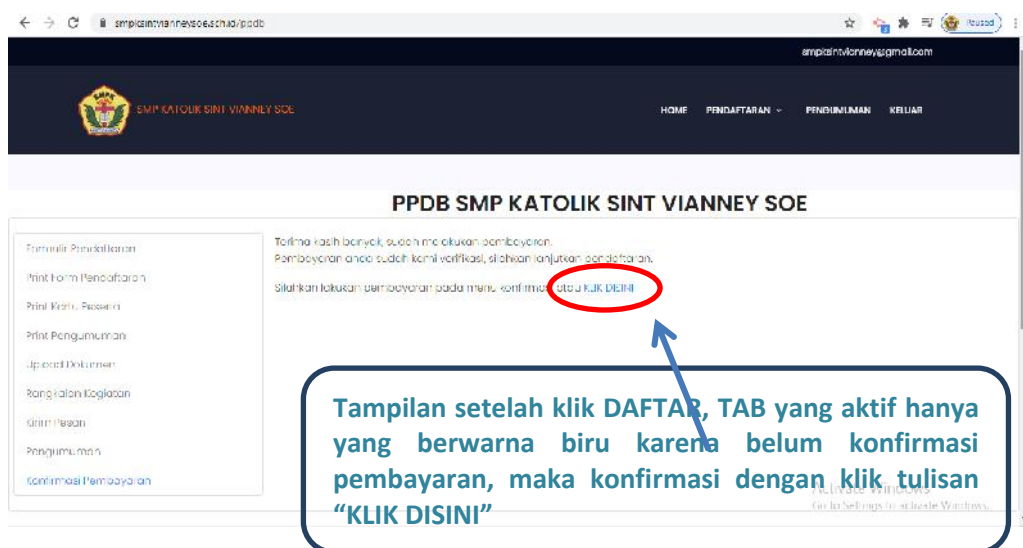 smpksintvianneysoe.sch.id/ppdb
Paused
smpksintvianney@gmail.com
SMP KATOLIK SINT VIANNEY SOE
HOME PENDAFTARAN PENGUMUMAN KELUAR
PPDB SMP KATOLIK SINT VIANNEY SOE
Formulir Pendaftaran
Print Form Pendaftaran
Print Kartu Peserta
Print Pengumuman
Upload Dokumen
Rangkaian Kegiatan
Kirim Pesan
Pengumuman
Konfirmasi Pembayaran
Terima kasih banyak, sudah melakukan pembayaran.
Pembayaran anda sudah kami verifikasi, silahkan lanjutkan pendaftaran.
Silahkan lakukan pembayaran pada menu konfirmasi atau KLIK DISINI
Tampilan setelah klik DAFTAR, TAB yang aktif hanya
yang berwarna biru karena belum konfirmasi
pembayaran, maka konfirmasi dengan klik tulisan
“KLIK DISINI”
Activate Windows
Go to Settings to activate Windows.